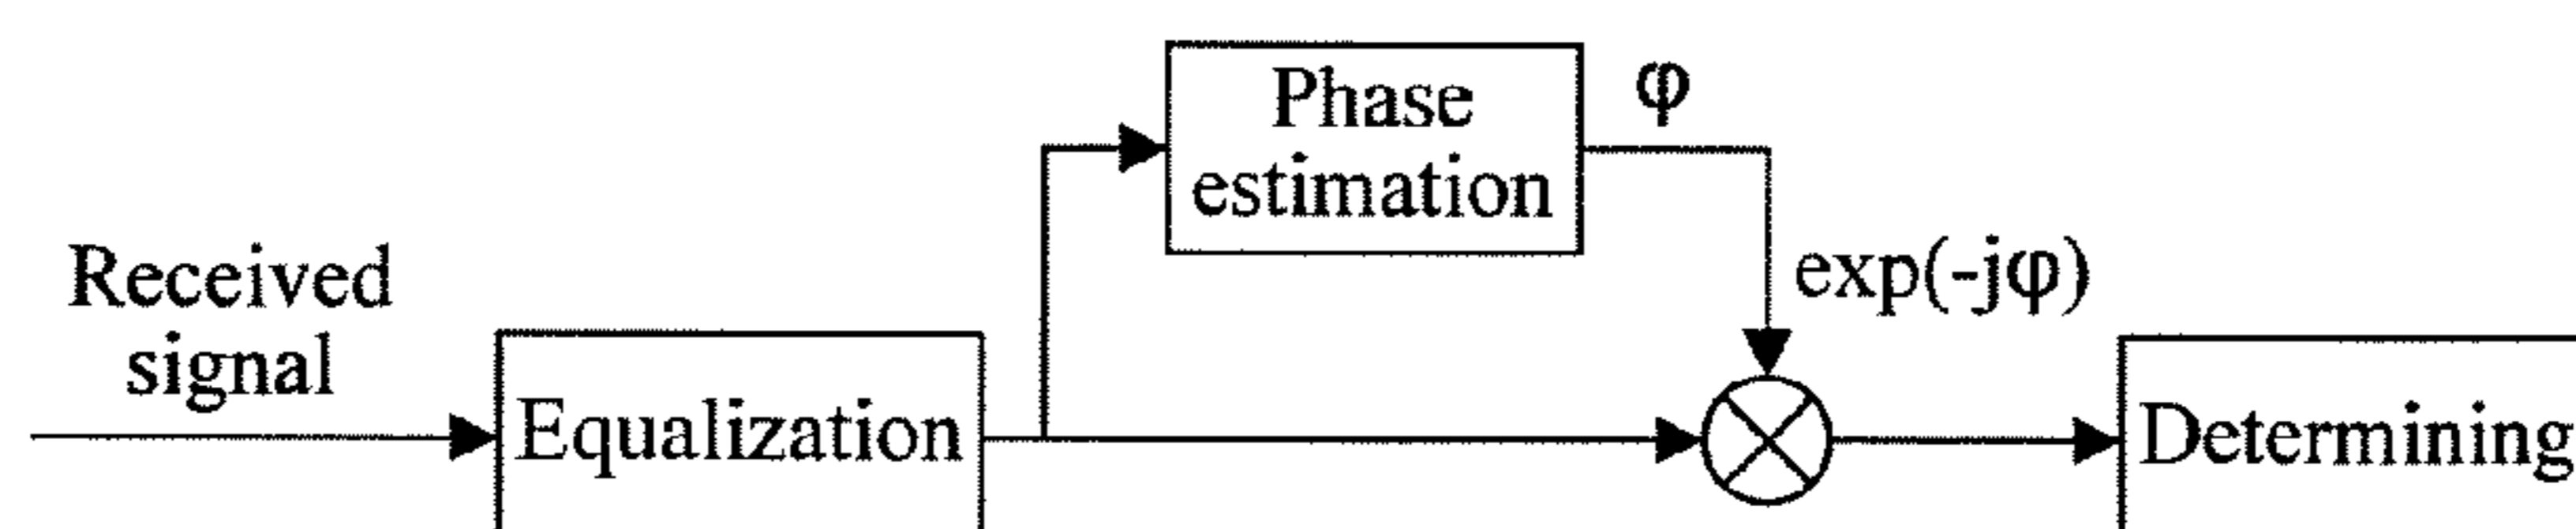 Phase
estimation
φ
Received
signal
exp(-jφ)
Equalization
Determining